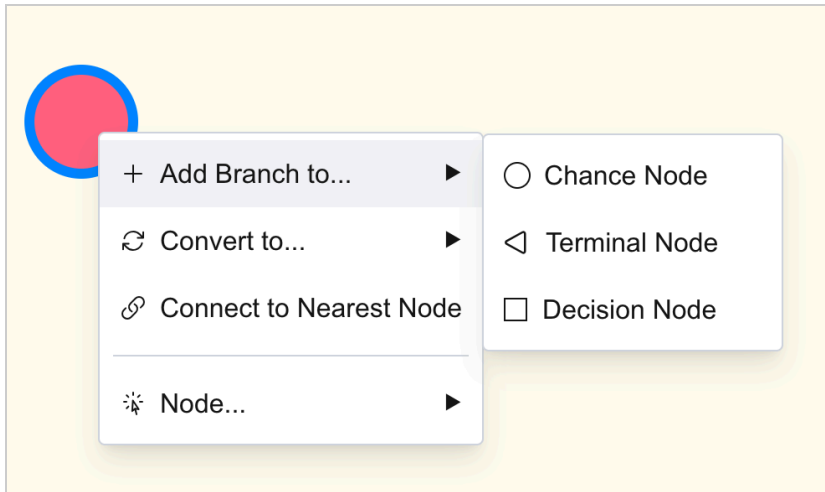 Add Branch to...
Convert to...
Connect to Nearest Node
Node...
Chance Node
Terminal Node
Decision Node